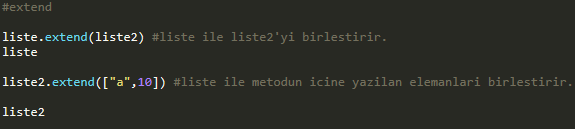 #extend
liste.extend(liste2) #liste ile liste2'yi birlestirir.
liste
liste2.extend(["a",10]) #liste ile metodun icine yazilan elemanlari birlestirir.
liste2